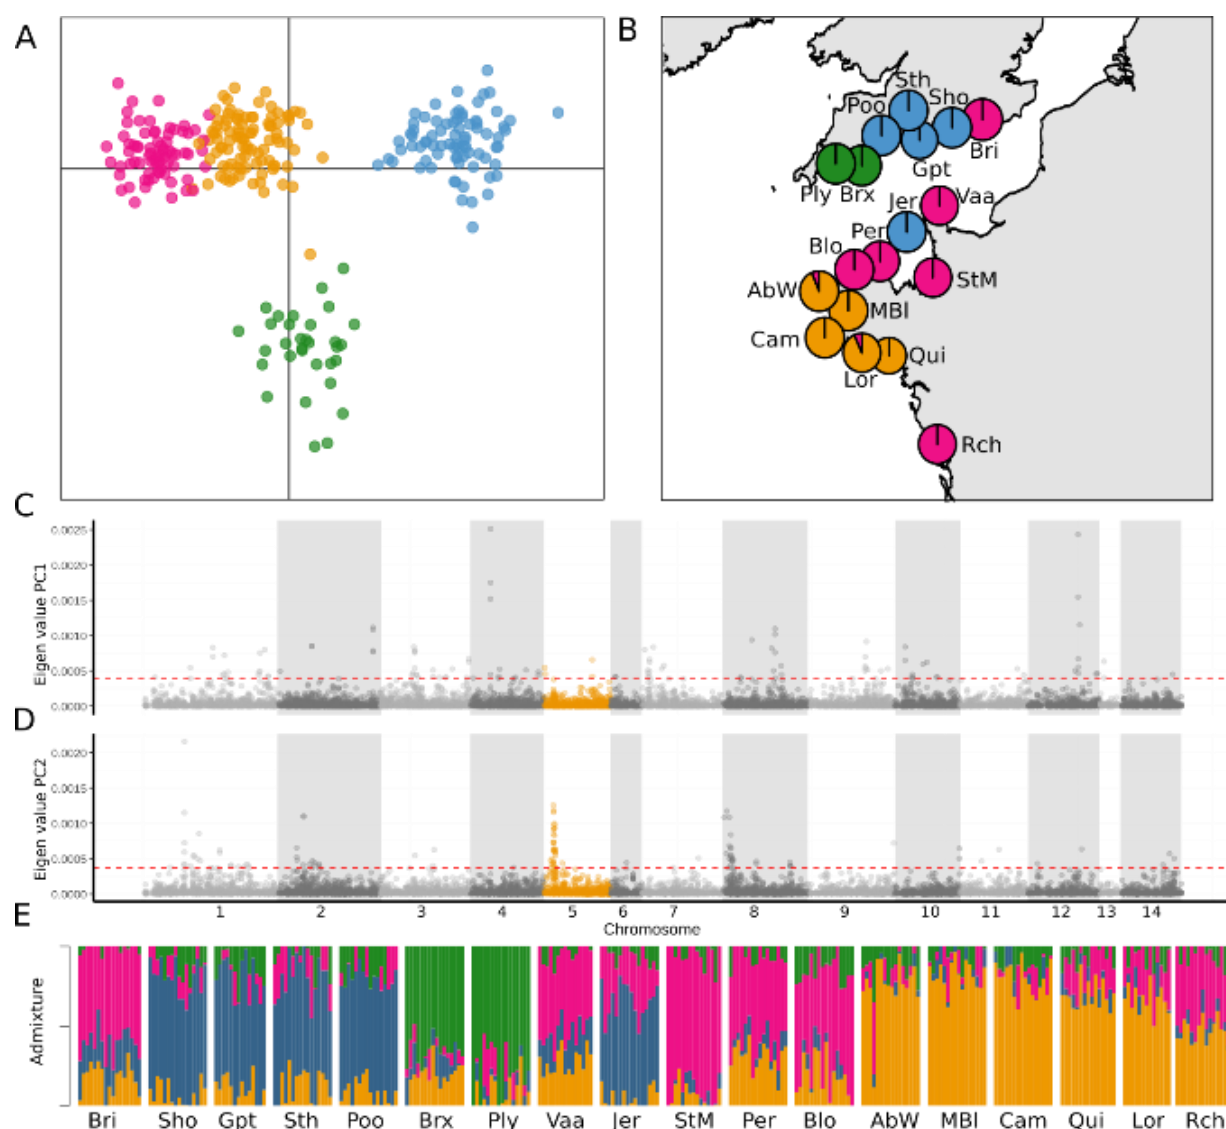 A
B
Sth
Poo
Sho
Bri
Gpt
Ply
Brx
Jer
Vaa
Per
Blo
StM
AbW
MBl
Cam
Qui
Lor
Rch
C
Eigen value PC1
0.0025
0.0020
0.0015
0.0010
0.0005
0.0000
D
Eigen value PC2
0.0020
0.0015
0.0010
0.0005
0.0000
1 2 3 4 5 6 7 8 9 10 11 12 13 14
Chromosome
E
Admixture
Bri Sho Gpt Sth Poo Brx Ply Vaa Jer StM Per Blo AbW MBl Cam Qui Lor Rch